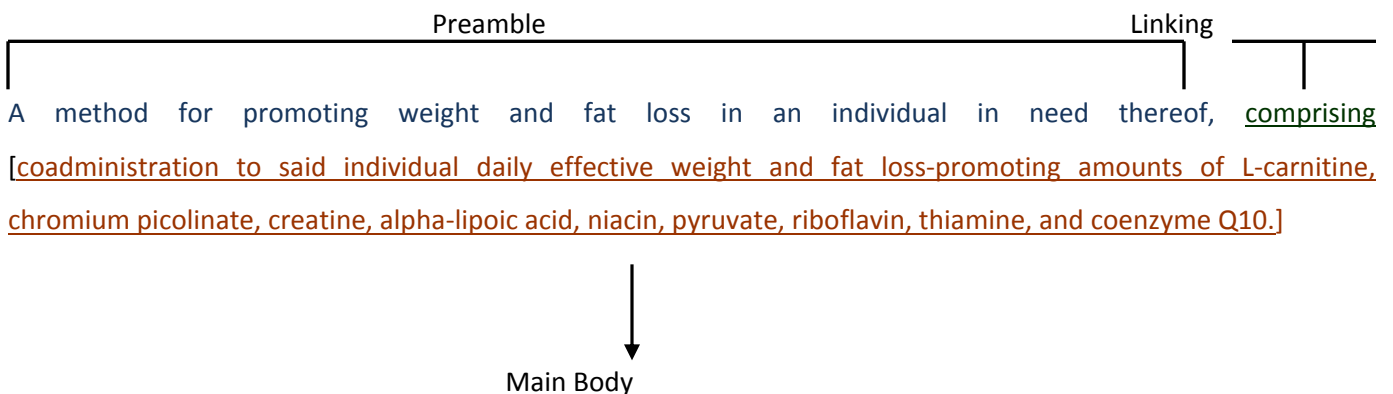 Preamble Linking
A method for promoting weight and fat loss in an individual in need thereof, comprising
[coadministration to said individual daily effective weight and fat loss-promoting amounts of L-carnitine,
chromium picolinate, creatine, alpha-lipoic acid, niacin, pyruvate, riboflavin, thiamine, and coenzyme Q10.]
Main Body